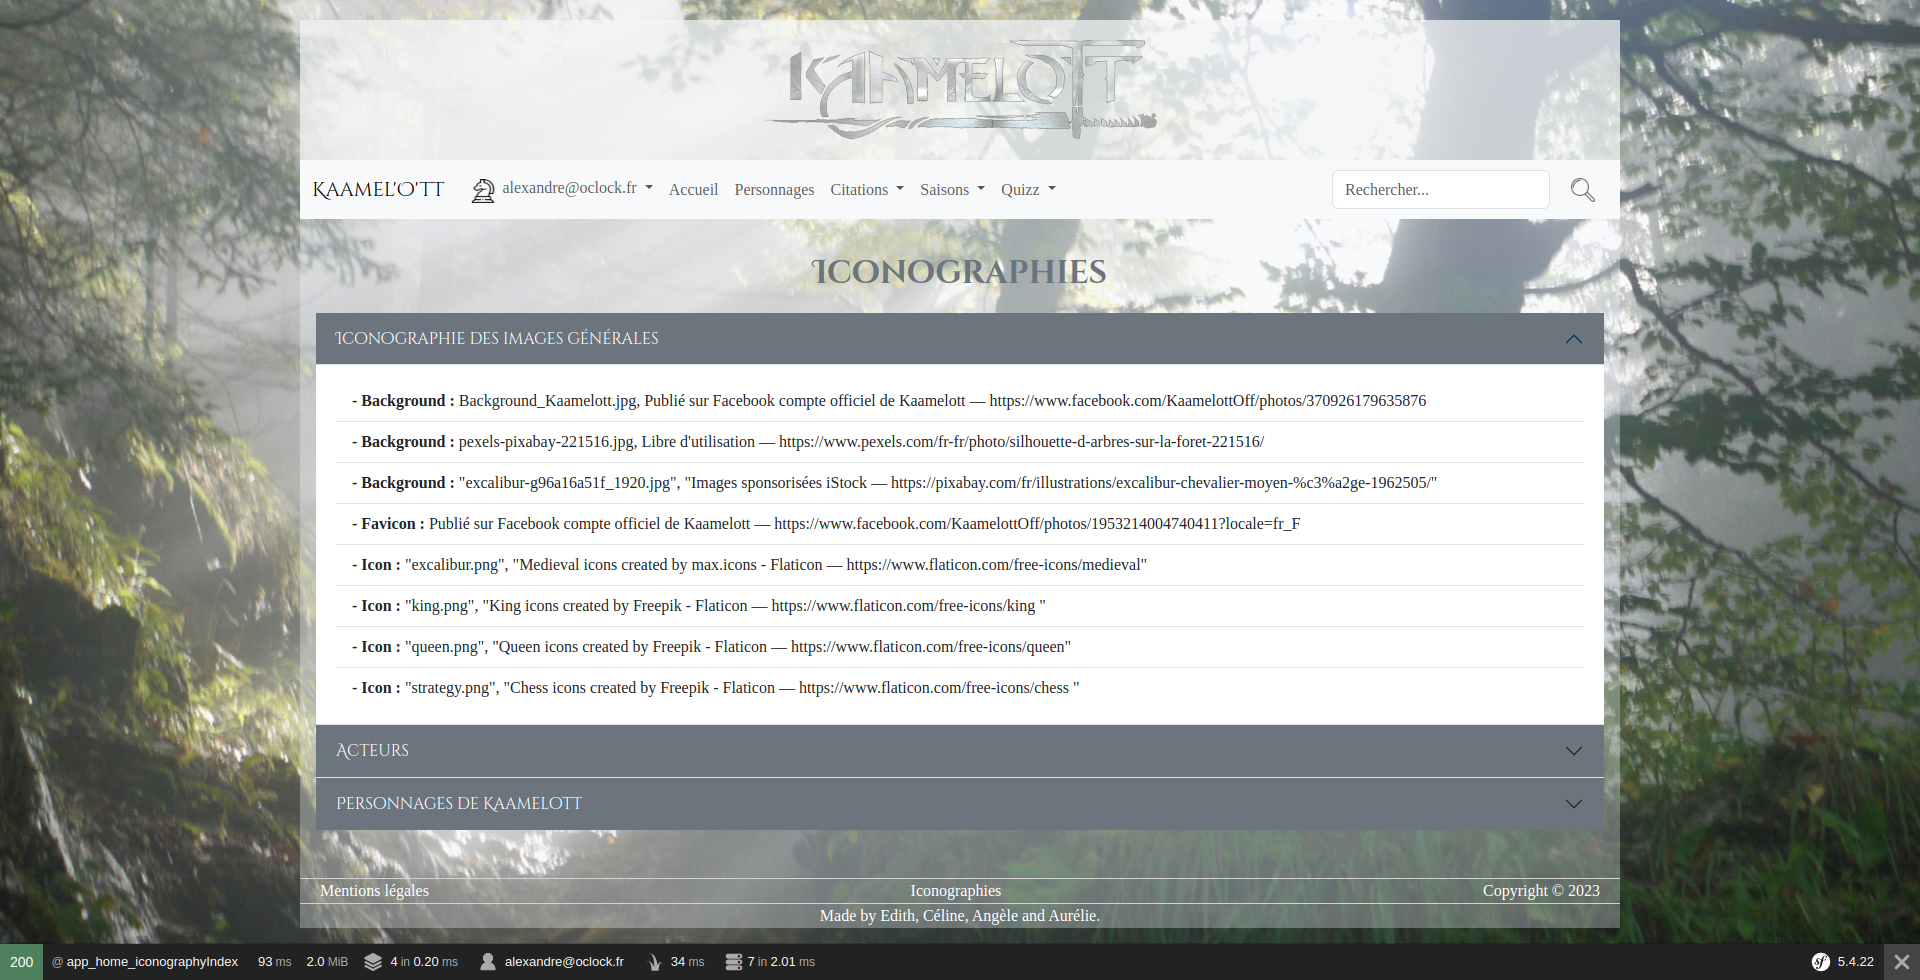 KAAMELOTT
KAAMEL'O'TT
alexandre@oclock.fr
Accueil
Personnages
Citations
Saisons
Quizz
Rechercher...
Iconographies
Iconographie des images générales
- Background : Background_Kaamelott.jpg, Publié sur Facebook compte officiel de Kaamelott — https://www.facebook.com/KaamelottOff/photos/370926179635876
- Background : pexels-pixabay-221516.jpg, Libre d'utilisation — https://www.pexels.com/fr-fr/photo/silhouette-d-arbres-sur-la-foret-221516/
- Background : "excalibur-g96a16a51f_1920.jpg", "Images sponsorisées iStock — https://pixabay.com/fr/illustrations/excalibur-chevalier-moyen-%c3%a2ge-1962505/"
- Favicon : Publié sur Facebook compte officiel de Kaamelott — https://www.facebook.com/KaamelottOff/photos/1953214004740411?locale=fr_F
- Icon : "excalibur.png", "Medieval icons created by max.icons - Flaticon — https://www.flaticon.com/free-icons/medieval"
- Icon : "king.png", "King icons created by Freepik - Flaticon — https://www.flaticon.com/free-icons/king "
- Icon : "queen.png", "Queen icons created by Freepik - Flaticon — https://www.flaticon.com/free-icons/queen"
- Icon : "strategy.png", "Chess icons created by Freepik - Flaticon — https://www.flaticon.com/free-icons/chess "
Acteurs
Personnages de Kaamelott
Mentions légales
Iconographies
Copyright © 2023
Made by Edith, Céline, Angèle and Aurélie.
200 @ app_home_iconographyIndex 93 ms 2.0 MiB 4 in 0.20 ms alexandre@oclock.fr 34 ms 7 in 2.01 ms sf 5.4.22